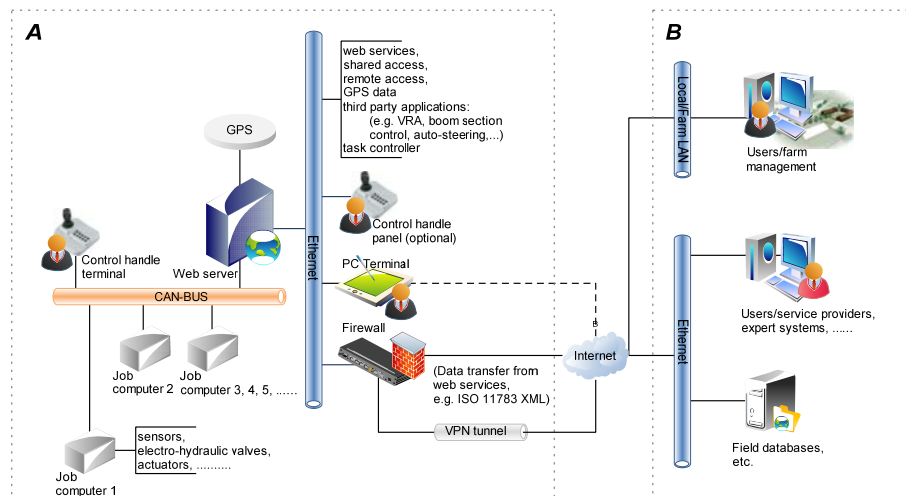 A
B
web services,
shared access,
remote access,
GPS data
third party applications:
(e.g. VRA, boom section
control, auto-steering,...)
task controller
GPS
Local/Farm LAN
Users/farm
management
Control handle
terminal
Web server
Ethernet
Control handle
panel (optional)
PC Terminal
CAN-BUS
Firewall
B
Internet
Ethernet
Users/service providers,
expert systems, ......
Job
computer 2
Job
computer 3, 4, 5, ......
(Data transfer from
web services,
e.g. ISO 11783 XML)
VPN tunnel
sensors,
electro-hydraulic valves,
actuators, ..........
Job
computer 1
Field databases,
etc.